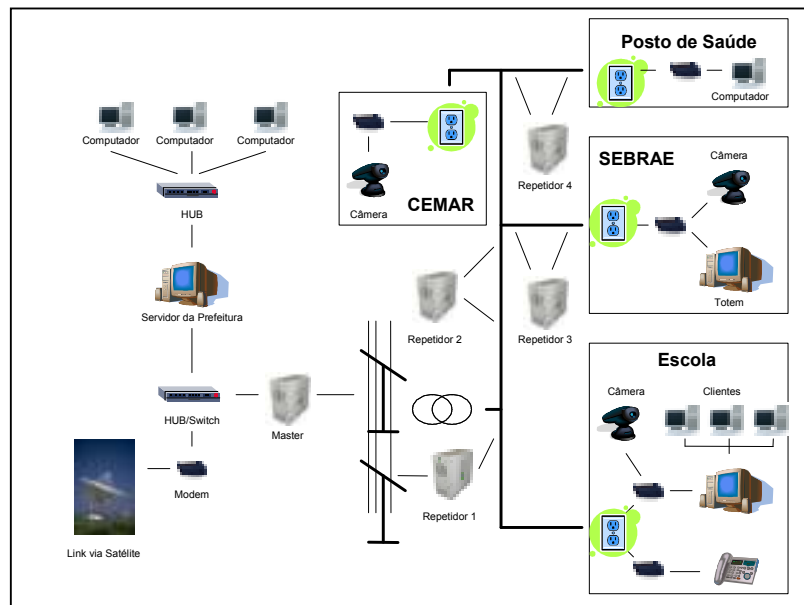 Posto de Saúde
Computador
Computador
Computador
Computador
HUB
Câmera
CEMAR
Repetidor 4
SEBRAE
Câmera
Totem
Servidor da Prefeitura
Repetidor 2
Repetidor 3
HUB/Switch
Master
Modem
Link via Satélite
Repetidor 1
Escola
Câmera
Clientes